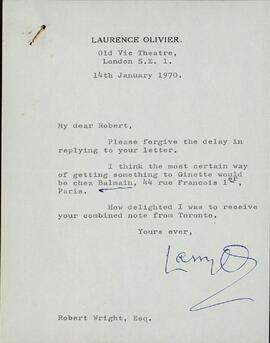 LAURENCE OLIVIER.
Old Vic Theatre,
London S.E. 1.
14th January 1970.
My dear Robert,
Please forgive the delay in
replying to your letter.
I think the most certain way
of getting something to Ginette would
be chez Balmain, 44 rue Francois 1er,
Paris.
How delighted I was to receive
your combined note from Toronto.
Yours ever,
Larry O
Robert Wright, Esq.